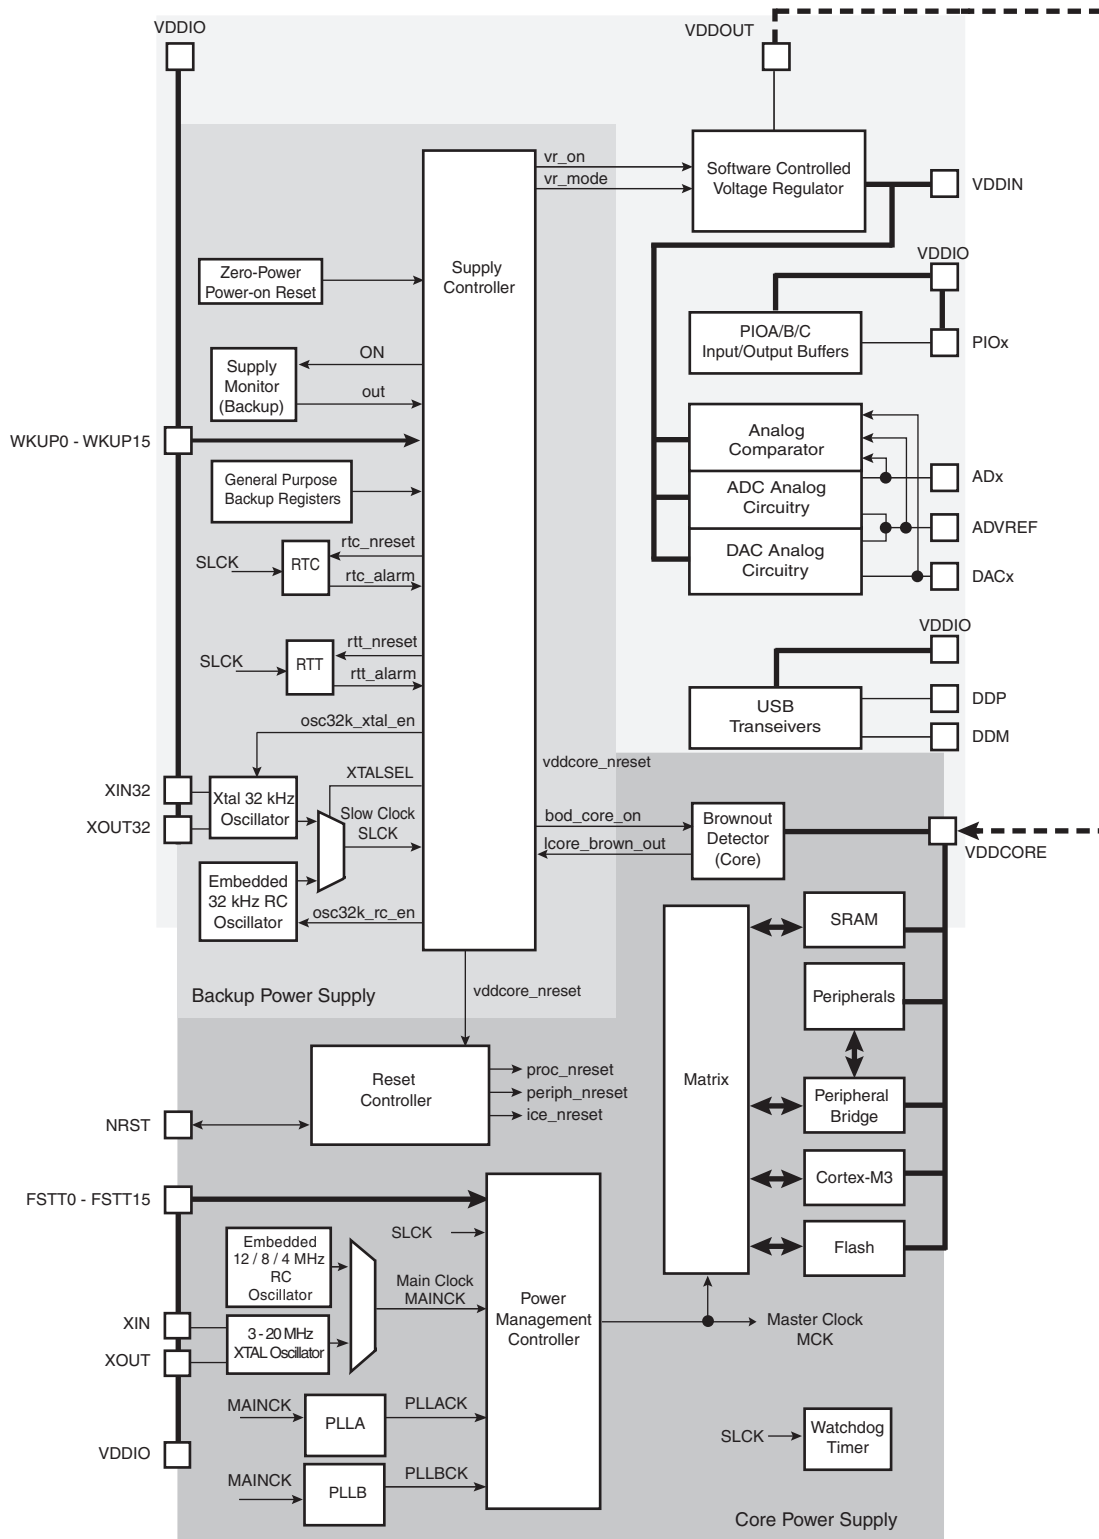 VDDIO
VDDOUT
vr_on
vr_mode
Software Controlled
Voltage Regulator
VDDIN
Supply
Controller
Zero-Power
Power-on Reset
VDDIO
PIOA/B/C
Input/Output Buffers
PIOx
ON
Supply
Monitor
(Backup)
out
WKUP0 - WKUP15
General Purpose
Backup Registers
Analog
Comparator
ADx
ADC Analog
Circuitry
ADVREF
DAC Analog
Circuitry
DACx
rtc_nreset
SLCK
RTC
rtc_alarm
VDDIO
rtt_nreset
SLCK
RTT
rtt_alarm
USB
Transeivers
DDP
DDM
osc32k_xtal_en
vddcore_nreset
XTALSEL
XIN32
XOUT32
Xtal 32 kHz
Oscillator
Slow Clock
SLCK
bod_core_on
lcore_brown_out
Brownout
Detector
(Core)
VDDCORE
Embedded
32 kHz RC
Oscillator
osc32k_rc_en
SRAM
Backup Power Supply
vddcore_nreset
Peripherals
Reset
Controller
proc_nreset
periph_nreset
ice_nreset
Matrix
Peripheral
Bridge
NRST
Cortex-M3
FSTT0 - FSTT15
SLCK
Embedded
12 / 8 / 4 MHz
RC
Oscillator
Flash
Main Clock
MAINCK
Power
Management
Controller
XIN
3 - 20 MHz
XTAL Oscillator
XOUT
Master Clock
MCK
MAINCK
PLLA
PLLACK
SLCK
Watchdog
Timer
VDDIO
MAINCK
PLLB
PLLBCK
Core Power Supply